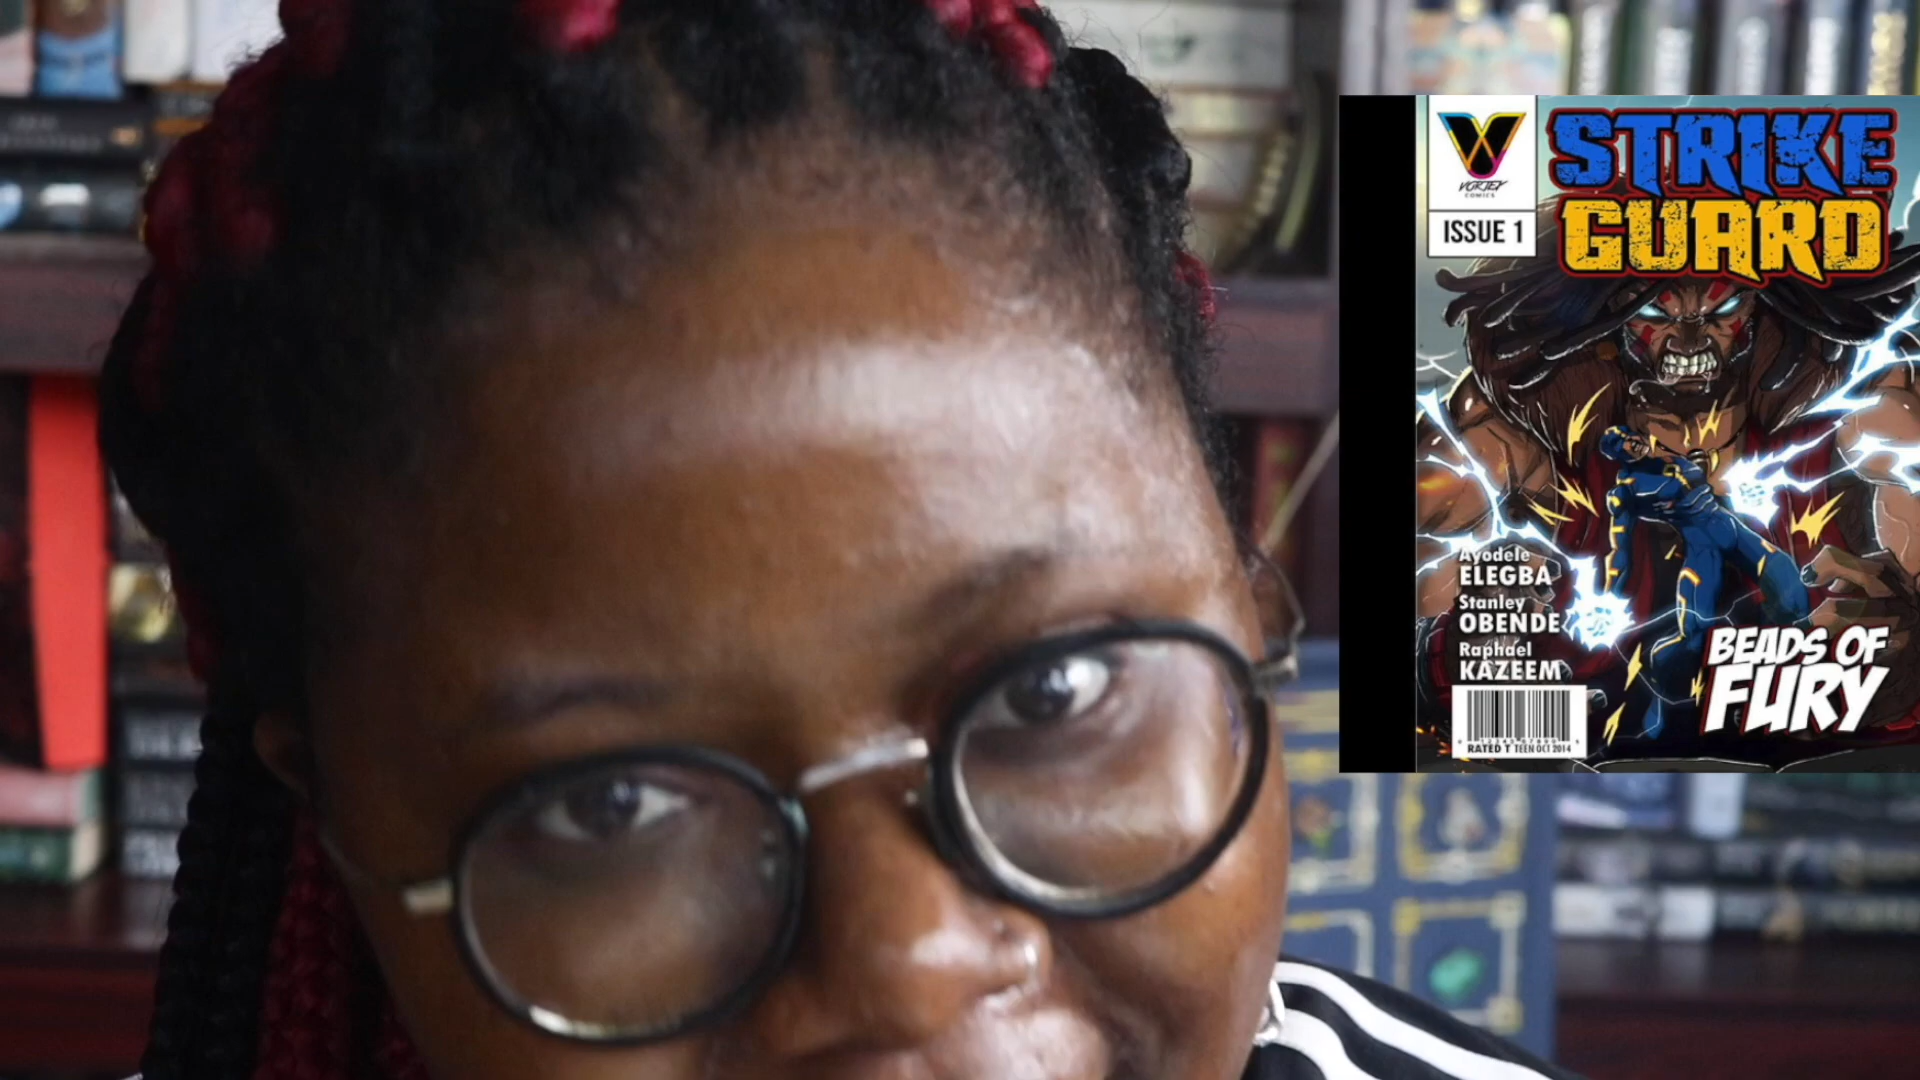 VORTEX
COMICS
ISSUE 1
STRIKE
GUARD
Ayodele
ELEGBA
Stanley
OBENDE
Raphael
KAZEEM
BEADS OF
FURY
RATED T TEEN OCT 2014